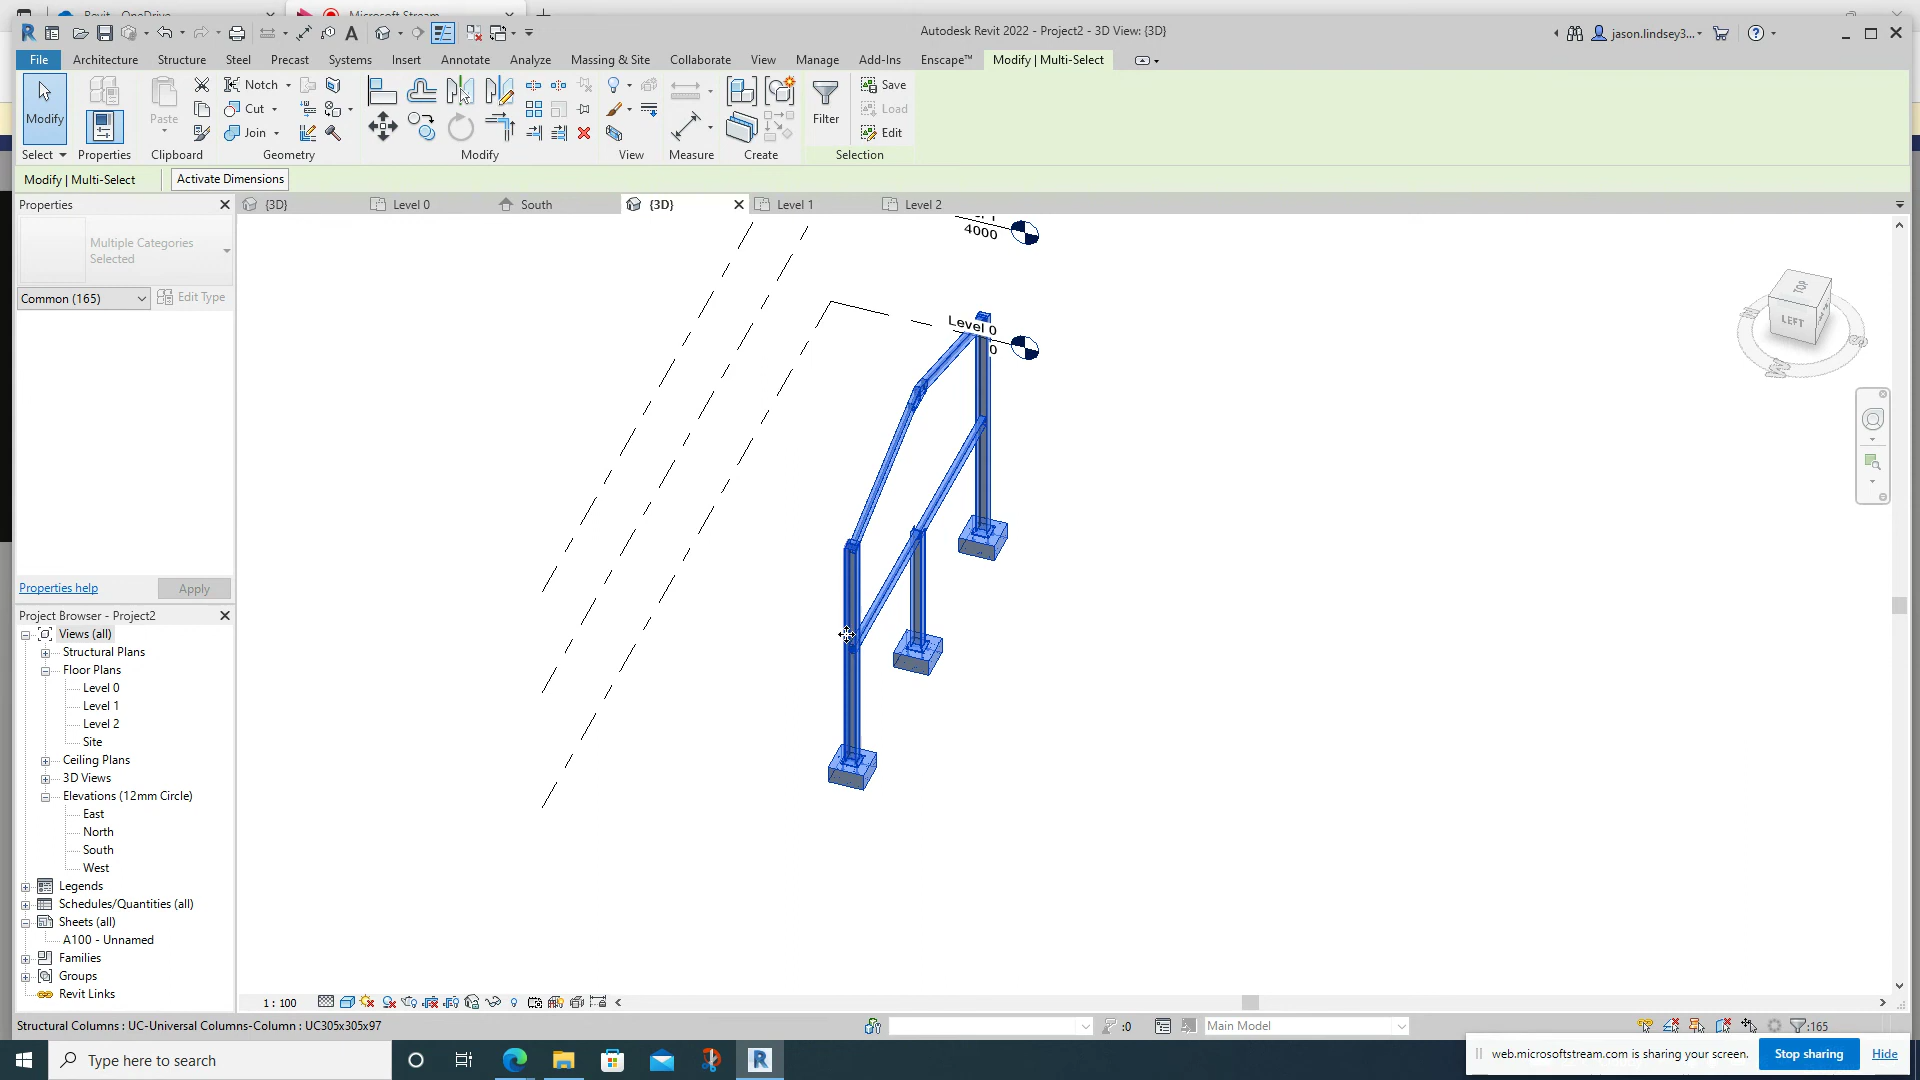 Revit - OneDrive
Microsoft Stream
Autodesk Revit 2022 - Project2 - 3D View: {3D}
jason.lindsey3...
File
Architecture
Structure
Steel
Precast
Systems
Insert
Annotate
Analyze
Massing & Site
Collaborate
View
Manage
Add-Ins
Enscape™
Modify | Multi-Select
Modify
Paste
Notch
Cut
Join
Filter
Save
Load
Edit
Select
Properties
Clipboard
Geometry
Modify
View
Measure
Create
Selection
Modify | Multi-Select
Activate Dimensions
Properties
Multiple Categories
Selected
Common (165)
Edit Type
Properties help
Apply
{3D}
Level 0
South
{3D}
Level 1
Level 2
4000
Level 0
0
TOP
LEFT
Project Browser - Project2
Views (all)
Structural Plans
Floor Plans
Level 0
Level 1
Level 2
Site
Ceiling Plans
3D Views
Elevations (12mm Circle)
East
North
South
West
Legends
Schedules/Quantities (all)
Sheets (all)
A100 - Unnamed
Families
Groups
Revit Links
1 : 100
Structural Columns : UC-Universal Columns-Column : UC305x305x97
:0
Main Model
:165
Type here to search
web.microsoftstream.com is sharing your screen.
Stop sharing
Hide